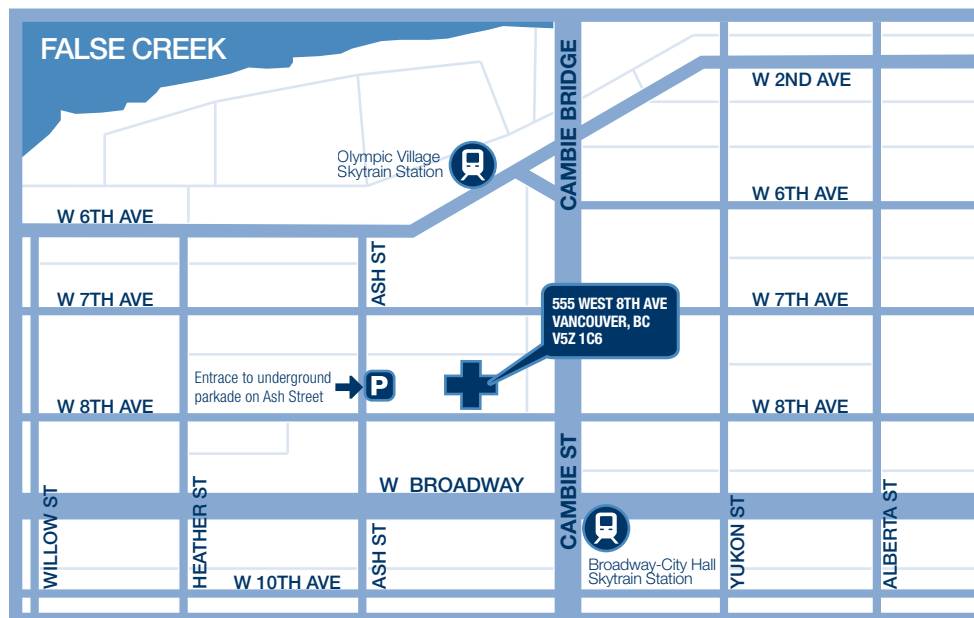 FALSE CREEK
CAMBIE BRIDGE
W 2ND AVE
Olympic Village
Skytrain Station
W 6TH AVE
W 6TH AVE
ASH ST
W 7TH AVE
555 WEST 8TH AVE
VANCOUVER, BC
V5Z 1C6
W 7TH AVE
Entrace to underground
parkade on Ash Street
P
W 8TH AVE
W 8TH AVE
CAMBIE ST
W BROADWAY
WILLOW ST
HEATHER ST
ASH ST
YUKON ST
ALBERTA ST
Broadway-City Hall
Skytrain Station
W 10TH AVE